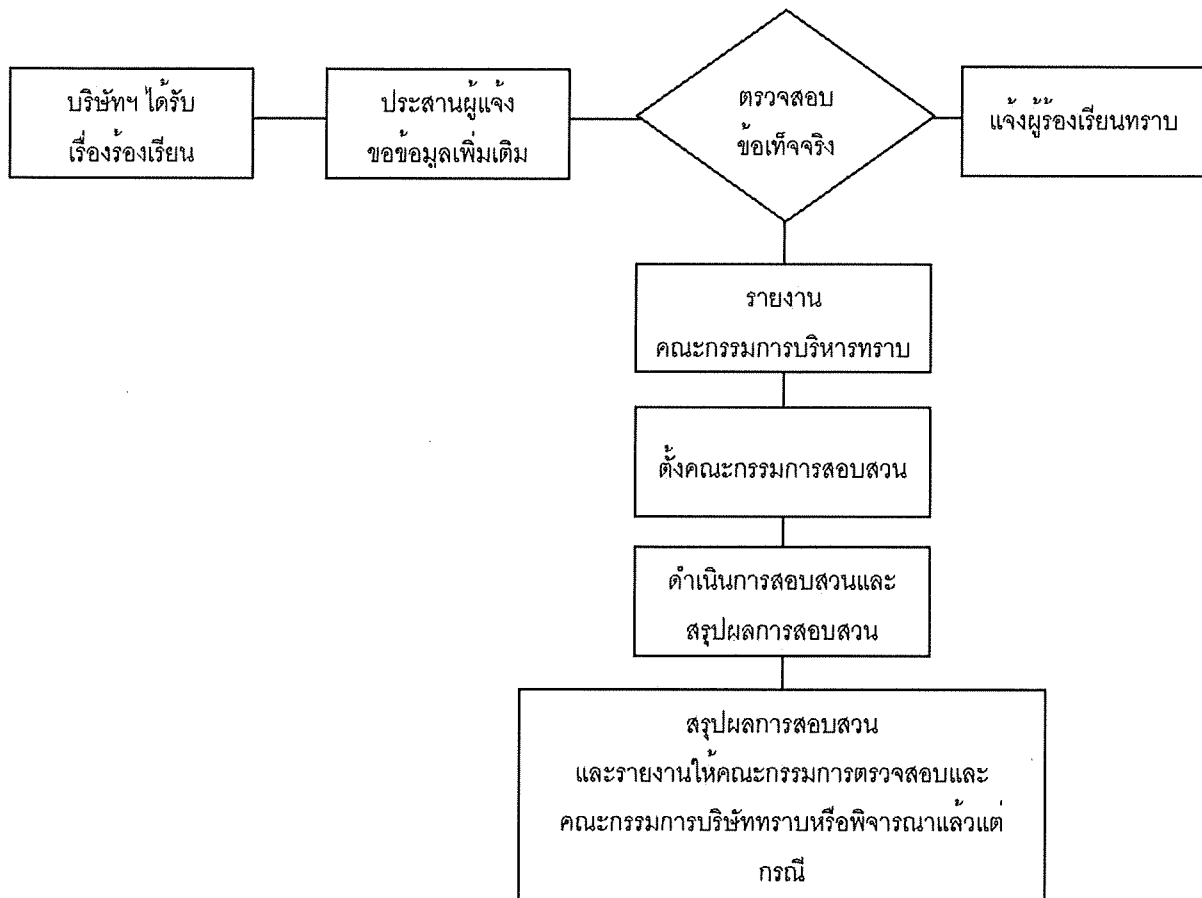 บริษัทฯ ได้รับ
เรื่องร้องเรียน
ประสานผู้แจ้ง
ขอข้อมูลเพิ่มเติม
ตรวจสอบ
ข้อเท็จจริง
แจ้งผู้ร้องเรียนทราบ
รายงาน
คณะกรรมการบริหารทราบ
ตั้งคณะกรรมการสอบสวน
ดำเนินการสอบสวนและ
สรุปผลการสอบสวน
สรุปผลการสอบสวน
และรายงานให้คณะกรรมการตรวจสอบและ
คณะกรรมการบริษัททราบหรือพิจารณาแล้วแต่
กรณี